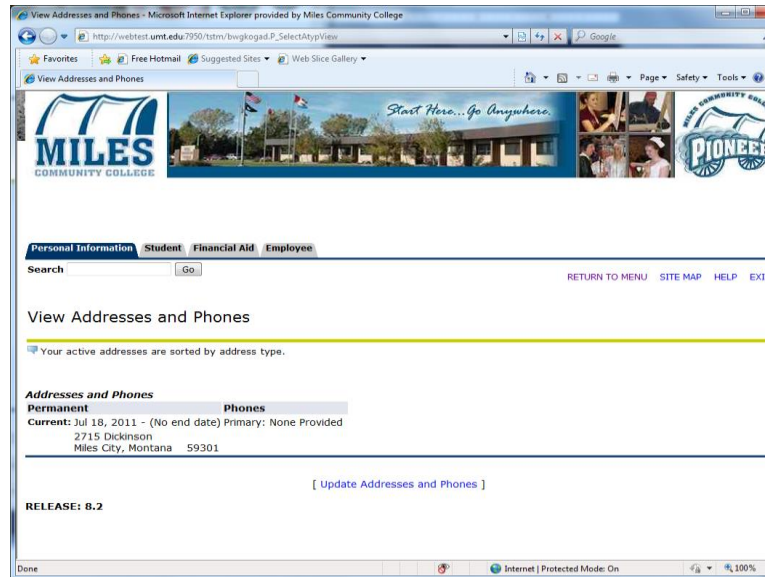 View Addresses and Phones - Microsoft Internet Explorer provided by Miles Community College
http://webtest.umt.edu:7950/tstm/bwgkogad.P_SelectAtypView
Google
Favorites Free Hotmail Suggested Sites Web Slice Gallery
View Addresses and Phones
Page Safety Tools
Start Here...Go Anywhere.
MILES
COMMUNITY COLLEGE
COMMUNITY
PIONEER
Personal Information Student Financial Aid Employee
Search Go
RETURN TO MENU SITE MAP HELP EXI
View Addresses and Phones
Your active addresses are sorted by address type.
Addresses and Phones
Permanent Phones
Current: Jul 18, 2011 - (No end date) Primary: None Provided
2715 Dickinson
Miles City, Montana 59301
[ Update Addresses and Phones ]
RELEASE: 8.2
Done Internet | Protected Mode: On 100%